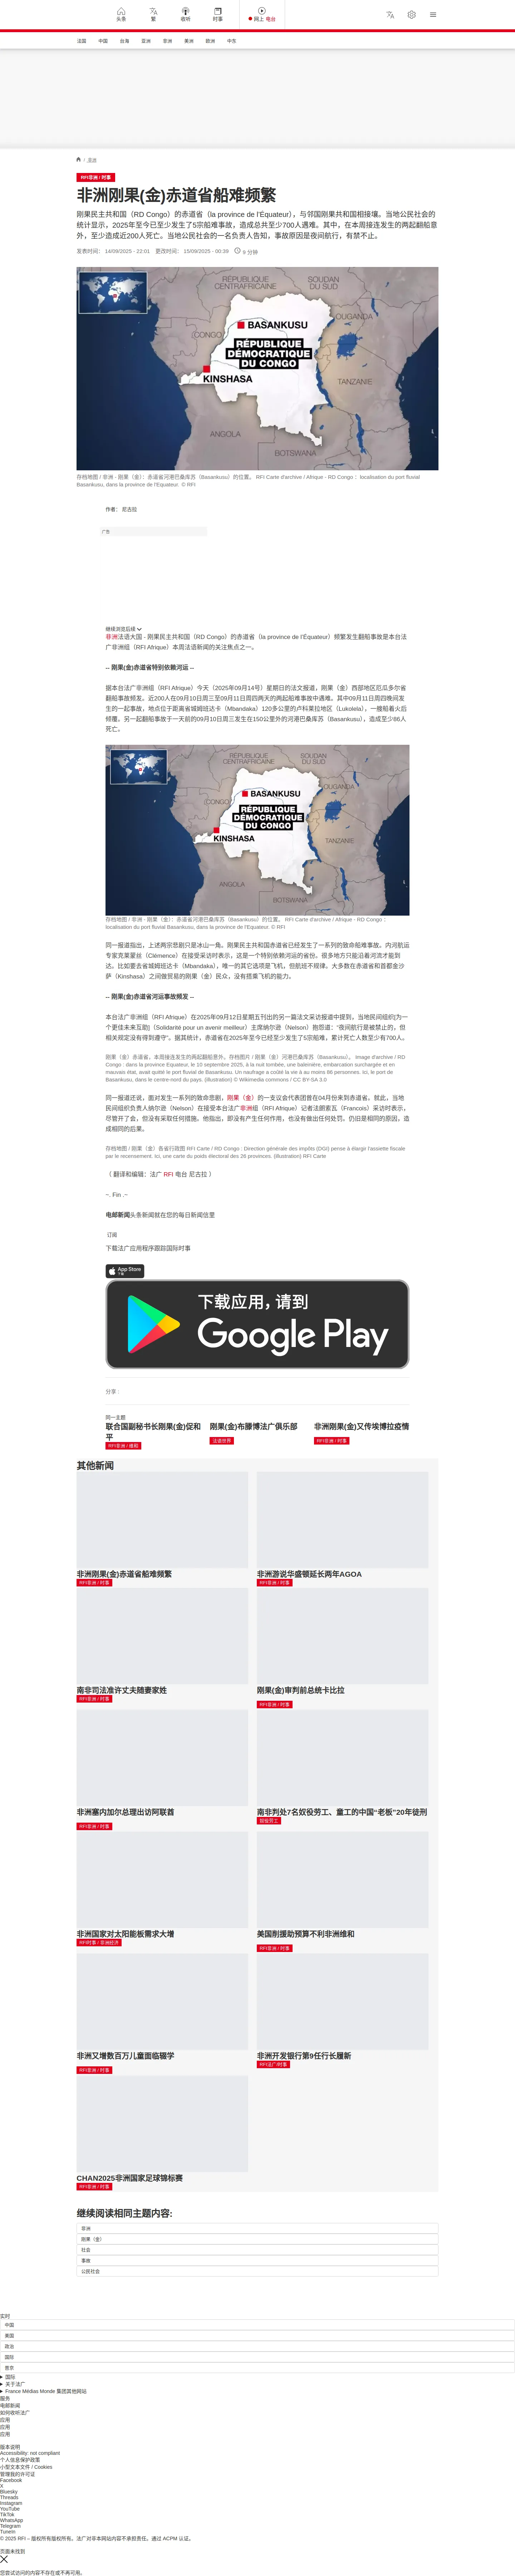 头条
繁
收听
时事
网上 电台
法国
中国
台海
亚洲
非洲
美洲
欧洲
中东
/ 非洲
RFI非洲 / 时事
非洲刚果(金)赤道省船难频繁
刚果民主共和国（RD Congo）的赤道省（la province de l'Équateur），与邻国刚果共和国相接壤。当地公民社会的
统计显示，2025年至今已至少发生了5宗船难事故，造成总共至少700人遇难。其中，在本周接连发生的两起翻船意
外，至少造成近200人死亡。当地公民社会的一名负责人告知，事故原因是夜间航行，有禁不止。
发表时间： 14/09/2025 - 22:01 更改时间： 15/09/2025 - 00:39 9 分钟
SOUDAN DU SUD
CENTRAFRICAINE
CONGO
UGANDA
BASANKUSU
RÉPUBLIQUE
DÉMOCRATIQUE
DU CONGO
KINSHASA
TANZANIE
ANGOLA
BOTSWANA
存档地图 / 非洲 - 刚果（金）：赤道省河港巴桑库苏（Basankusu）的位置。 RFI Carte d'archive / Afrique - RD Congo： localisation du port fluvial
Basankusu, dans la province de l'Equateur. © RFI
作者： 尼古拉
广告
继续浏览后续
非洲法语大国 - 刚果民主共和国（RD Congo）的赤道省（la province de l'Équateur）频繁发生翻船事故是本台法
广非洲组（RFI Afrique）本周法语新闻的关注焦点之一。
-- 刚果(金)赤道省特别依赖河运 --
据本台法广非洲组（RFI Afrique）今天（2025年09月14号）星期日的法文报道，刚果（金）西部地区厄瓜多尔省
翻船事故频发。近200人在09月10日周三至09月11日周四两天的两起船难事故中遇难。其中09月11日周四晚间发
生的一起事故，地点位于距离省城姆班达卡（Mbandaka）120多公里的卢科莱拉地区（Lukolela），一艘船着火后
倾覆。另一起翻船事故于一天前的09月10日周三发生在150公里外的河港巴桑库苏（Basankusu），造成至少86人
死亡。
CENTRAFRICAINE
SOUDAN
DU SUD
(CONGO)
UGANDA
BASANKUSU
RÉPUBLIQUE
DÉMOCRATIQUE
DU CONGO
KINSHASA
TANZANIE
ANGOLA
BOTSWANA
存档地图 / 非洲 - 刚果（金）：赤道省河港巴桑库苏（Basankusu）的位置。 RFI Carte d'archive / Afrique - RD Congo：
localisation du port fluvial Basankusu, dans la province de l'Equateur. © RFI
同一报道指出，上述两宗悲剧只是冰山一角。刚果民主共和国赤道省已经发生了一系列的致命船难事故。内河航运
专家克莱蒙丝（Clémence）在接受采访时表示，这是一个特别依赖河运的省份。很多地方只能沿着河流才能到
达。比如要去省城姆班达卡（Mbandaka），唯一的其它选项是飞机，但航班不规律。大多数在赤道省和首都金沙
萨（Kinshasa）之间做贸易的刚果（金）民众，没有搭乘飞机的能力。
-- 刚果(金)赤道省河运事故频发 --
本台法广非洲组（RFI Afrique）在2025年09月12日星期五刊出的另一篇法文采访报道中提到，当地民间组织[为一
个更佳未来互助]（Solidarité pour un avenir meilleur）主席纳尔逊（Nelson）抱怨道：“夜间航行是被禁止的，但
相关规定没有得到遵守”。据其统计，赤道省在2025年至今已经至少发生了5宗船难，累计死亡人数至少有700人。
刚果（金）赤道省，本周接连发生的两起翻船意外。存档图片 / 刚果（金）河港巴桑库苏（Basankusu）。 Image d'archive / RD
Congo : dans la province Équateur, le 10 septembre 2025, à la nuit tombée, une baleinière, embarcation surchargée et en
mauvais état, avait quitté le port fluvial de Basankusu. Un naufrage a coûté la vie à au moins 86 personnes. Ici, le port de
Basankusu, dans le centre-nord du pays. (illustration) © Wikimedia commons / CC BY-SA 3.0
同一报道还说，面对一系列的致命悲剧，刚果（金）的一支议会代表团曾在04月份来到赤道省。就此，当地
民间组织负责人纳尔逊（Nelson）在接受本台法广非洲组（RFI Afrique）记者法朗索瓦（Francois）采访时表示，
尽管开了会，但没有采取任何措施。他指出，即没有产生任何作用，也没有做出任何处罚。仍旧是相同的原因，造
成相同的后果。
存档地图 / 刚果（金）各省行政图 RFI Carte / RD Congo : Direction générale des impôts (DGI) pense à élargir l'assiette fiscale
par le recensement. Ici, une carte du poids électoral des 26 provinces. (Illustration) RFI Carte
（ 翻译和编辑：法广 RFI 电台 尼古拉 ）
~. Fin .~
电邮新闻头条新闻就在您的每日新闻信里
订阅
下载法广应用程序跟踪国际时事
App Store
下载
下载应用，请到
Google Play
分享 :
同一主题
联合国副秘书长刚果(金)促和平
RFI非洲 / 维和
刚果(金)布滕博法广俱乐部
法语世界
非洲刚果(金)又传埃博拉疫情
RFI非洲 / 时事
其他新闻
非洲刚果(金)赤道省船难频繁
RFI非洲 / 时事
非洲游说华盛顿延长两年AGOA
RFI非洲 / 时事
南非司法准许丈夫随妻家姓
RFI非洲 / 时事
刚果(金)审判前总统卡比拉
RFI非洲 / 时事
非洲塞内加尔总理出访阿联酋
RFI非洲 / 时事
南非判处7名奴役劳工、童工的中国“老板”20年徒刑
奴役劳工
非洲国家对太阳能板需求大增
RFI时事 / 非洲经济
美国削援助预算不利非洲维和
RFI非洲 / 时事
非洲又增数百万儿童面临辍学
RFI非洲 / 时事
非洲开发银行第9任行长履新
RFI法广/时事
CHAN2025非洲国家足球锦标赛
RFI非洲 / 时事
继续阅读相同主题内容:
非洲
刚果（金）
社会
事故
公民社会
实时
中国
美国
政治
国际
普京
国际
关于法广
France Médias Monde 集团其他网站
服务
电邮新闻
如何收听法广
应用
应用
应用
版本说明
Accessibility: not compliant
个人信息保护政策
小型文本文件 / Cookies
管理我的许可证
Facebook
X
Bluesky
Threads
Instagram
YouTube
TikTok
WhatsApp
Telegram
TuneIn
© 2025 RFI – 版权所有版权所有。法广对非本网站内容不承担责任。通过 ACPM 认证。
页面未找到
您尝试访问的内容不存在或不再可用。